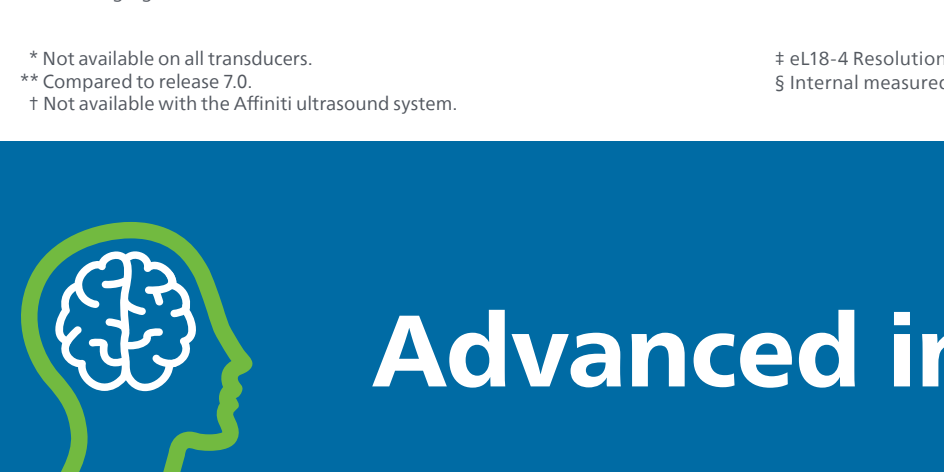 * Not available on all transducers.
** Compared to release 7.0.
† Not available with the Affiniti ultrasound system.
‡ eL18-4 Resolution
§ Internal measured
Advanced in